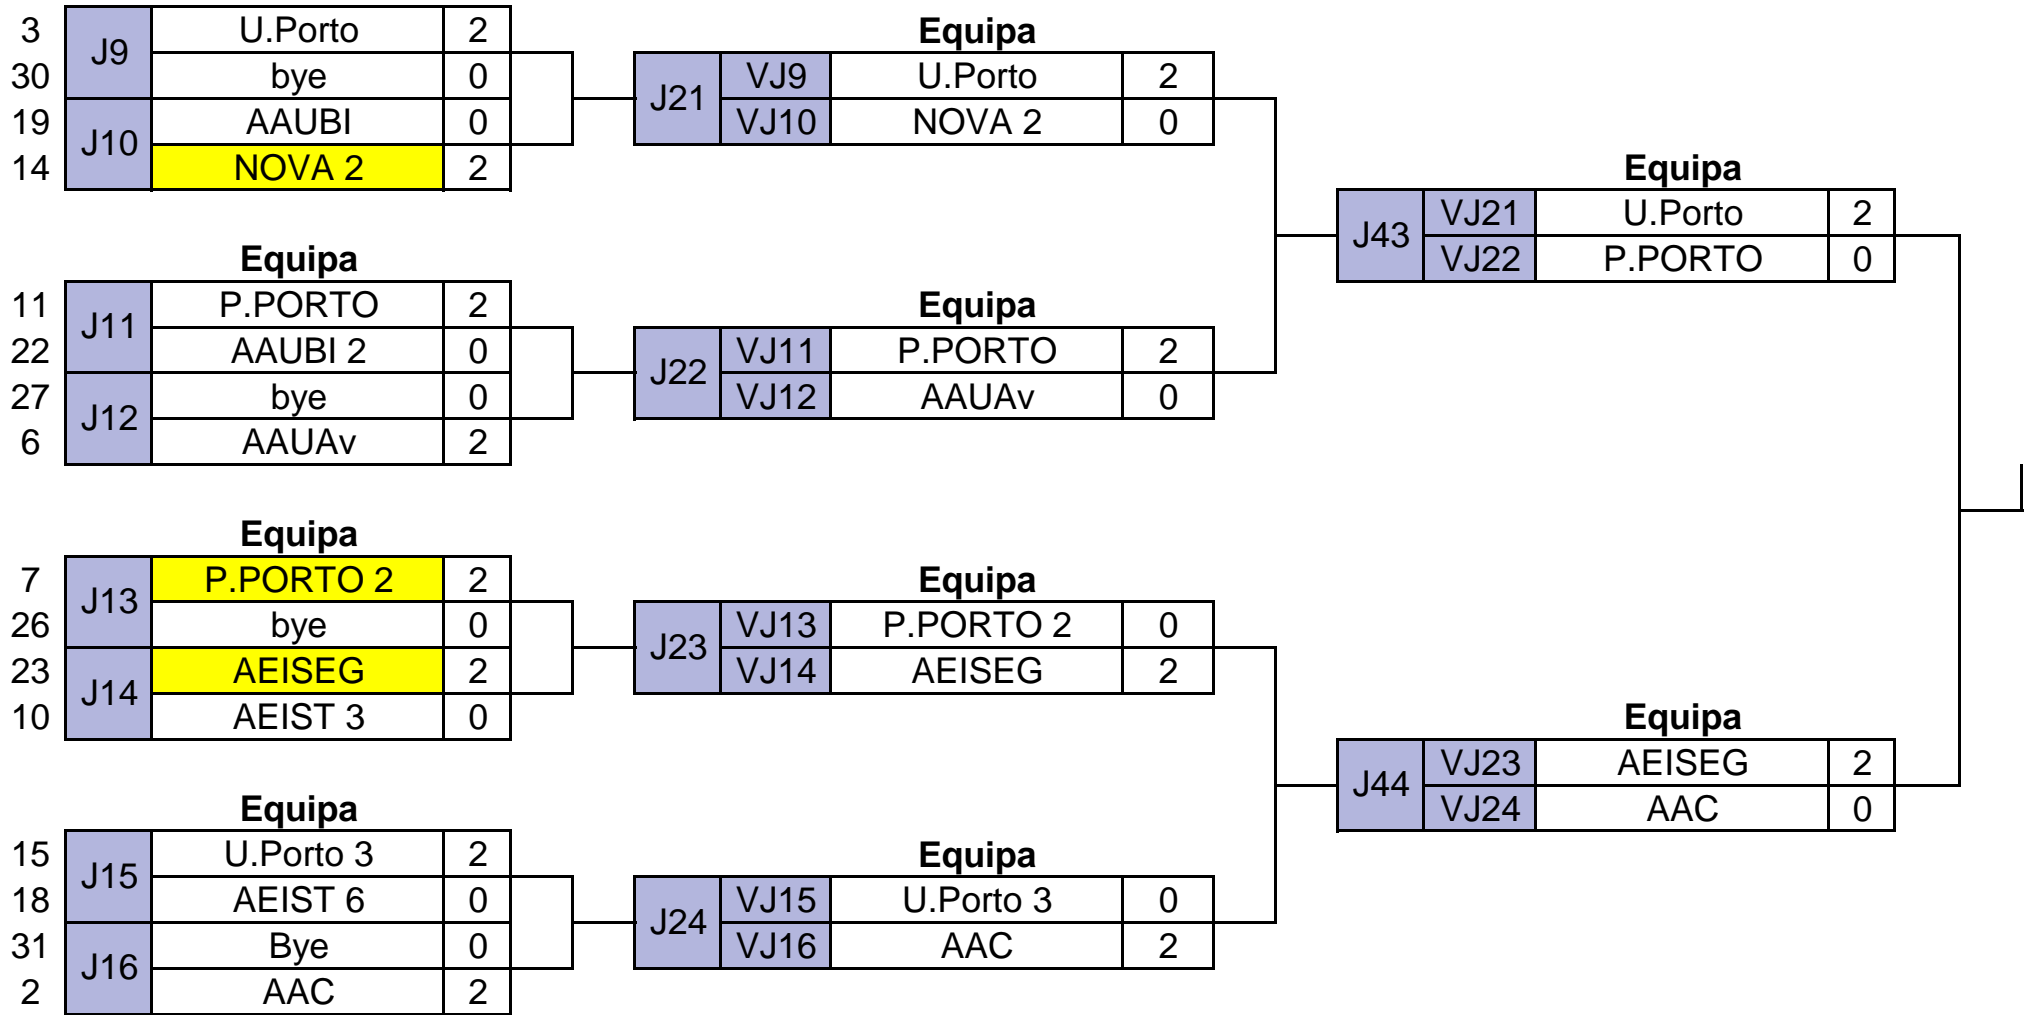 3 J9 U.Porto 2
30 bye 0
19 J10 AAUBI 0
14 NOVA 2 2
Equipa
11 J11 P.PORTO 2
22 AAUBI 2 0
27 J12 bye 0
6 AAUAv 2
Equipa
7 J13 P.PORTO 2 2
26 bye 0
23 J14 AEISEG 2
10 AEIST 3 0
Equipa
15 J15 U.Porto 3 2
18 AEIST 6 0
31 J16 Bye 0
2 AAC 2
Equipa
J21 VJ9 U.Porto 2
VJ10 NOVA 2 0
Equipa
J22 VJ11 P.PORTO 2
VJ12 AAUAv 0
Equipa
J23 VJ13 P.PORTO 2 0
VJ14 AEISEG 2
Equipa
J24 VJ15 U.Porto 3 0
VJ16 AAC 2
Equipa
J43 VJ21 U.Porto 2
VJ22 P.PORTO 0
Equipa
J44 VJ23 AEISEG 2
VJ24 AAC 0